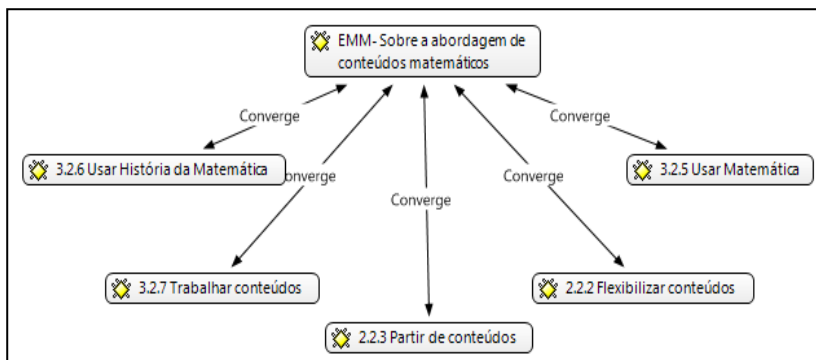 EMM- Sobre a abordagem de
conteúdos matemáticos
Converge
Converge
3.2.6 Usar História da Matemática
3.2.5 Usar Matemática
Converge
Converge
Converge
3.2.7 Trabalhar conteúdos
2.2.2 Flexibilizar conteúdos
2.2.3 Partir de conteúdos